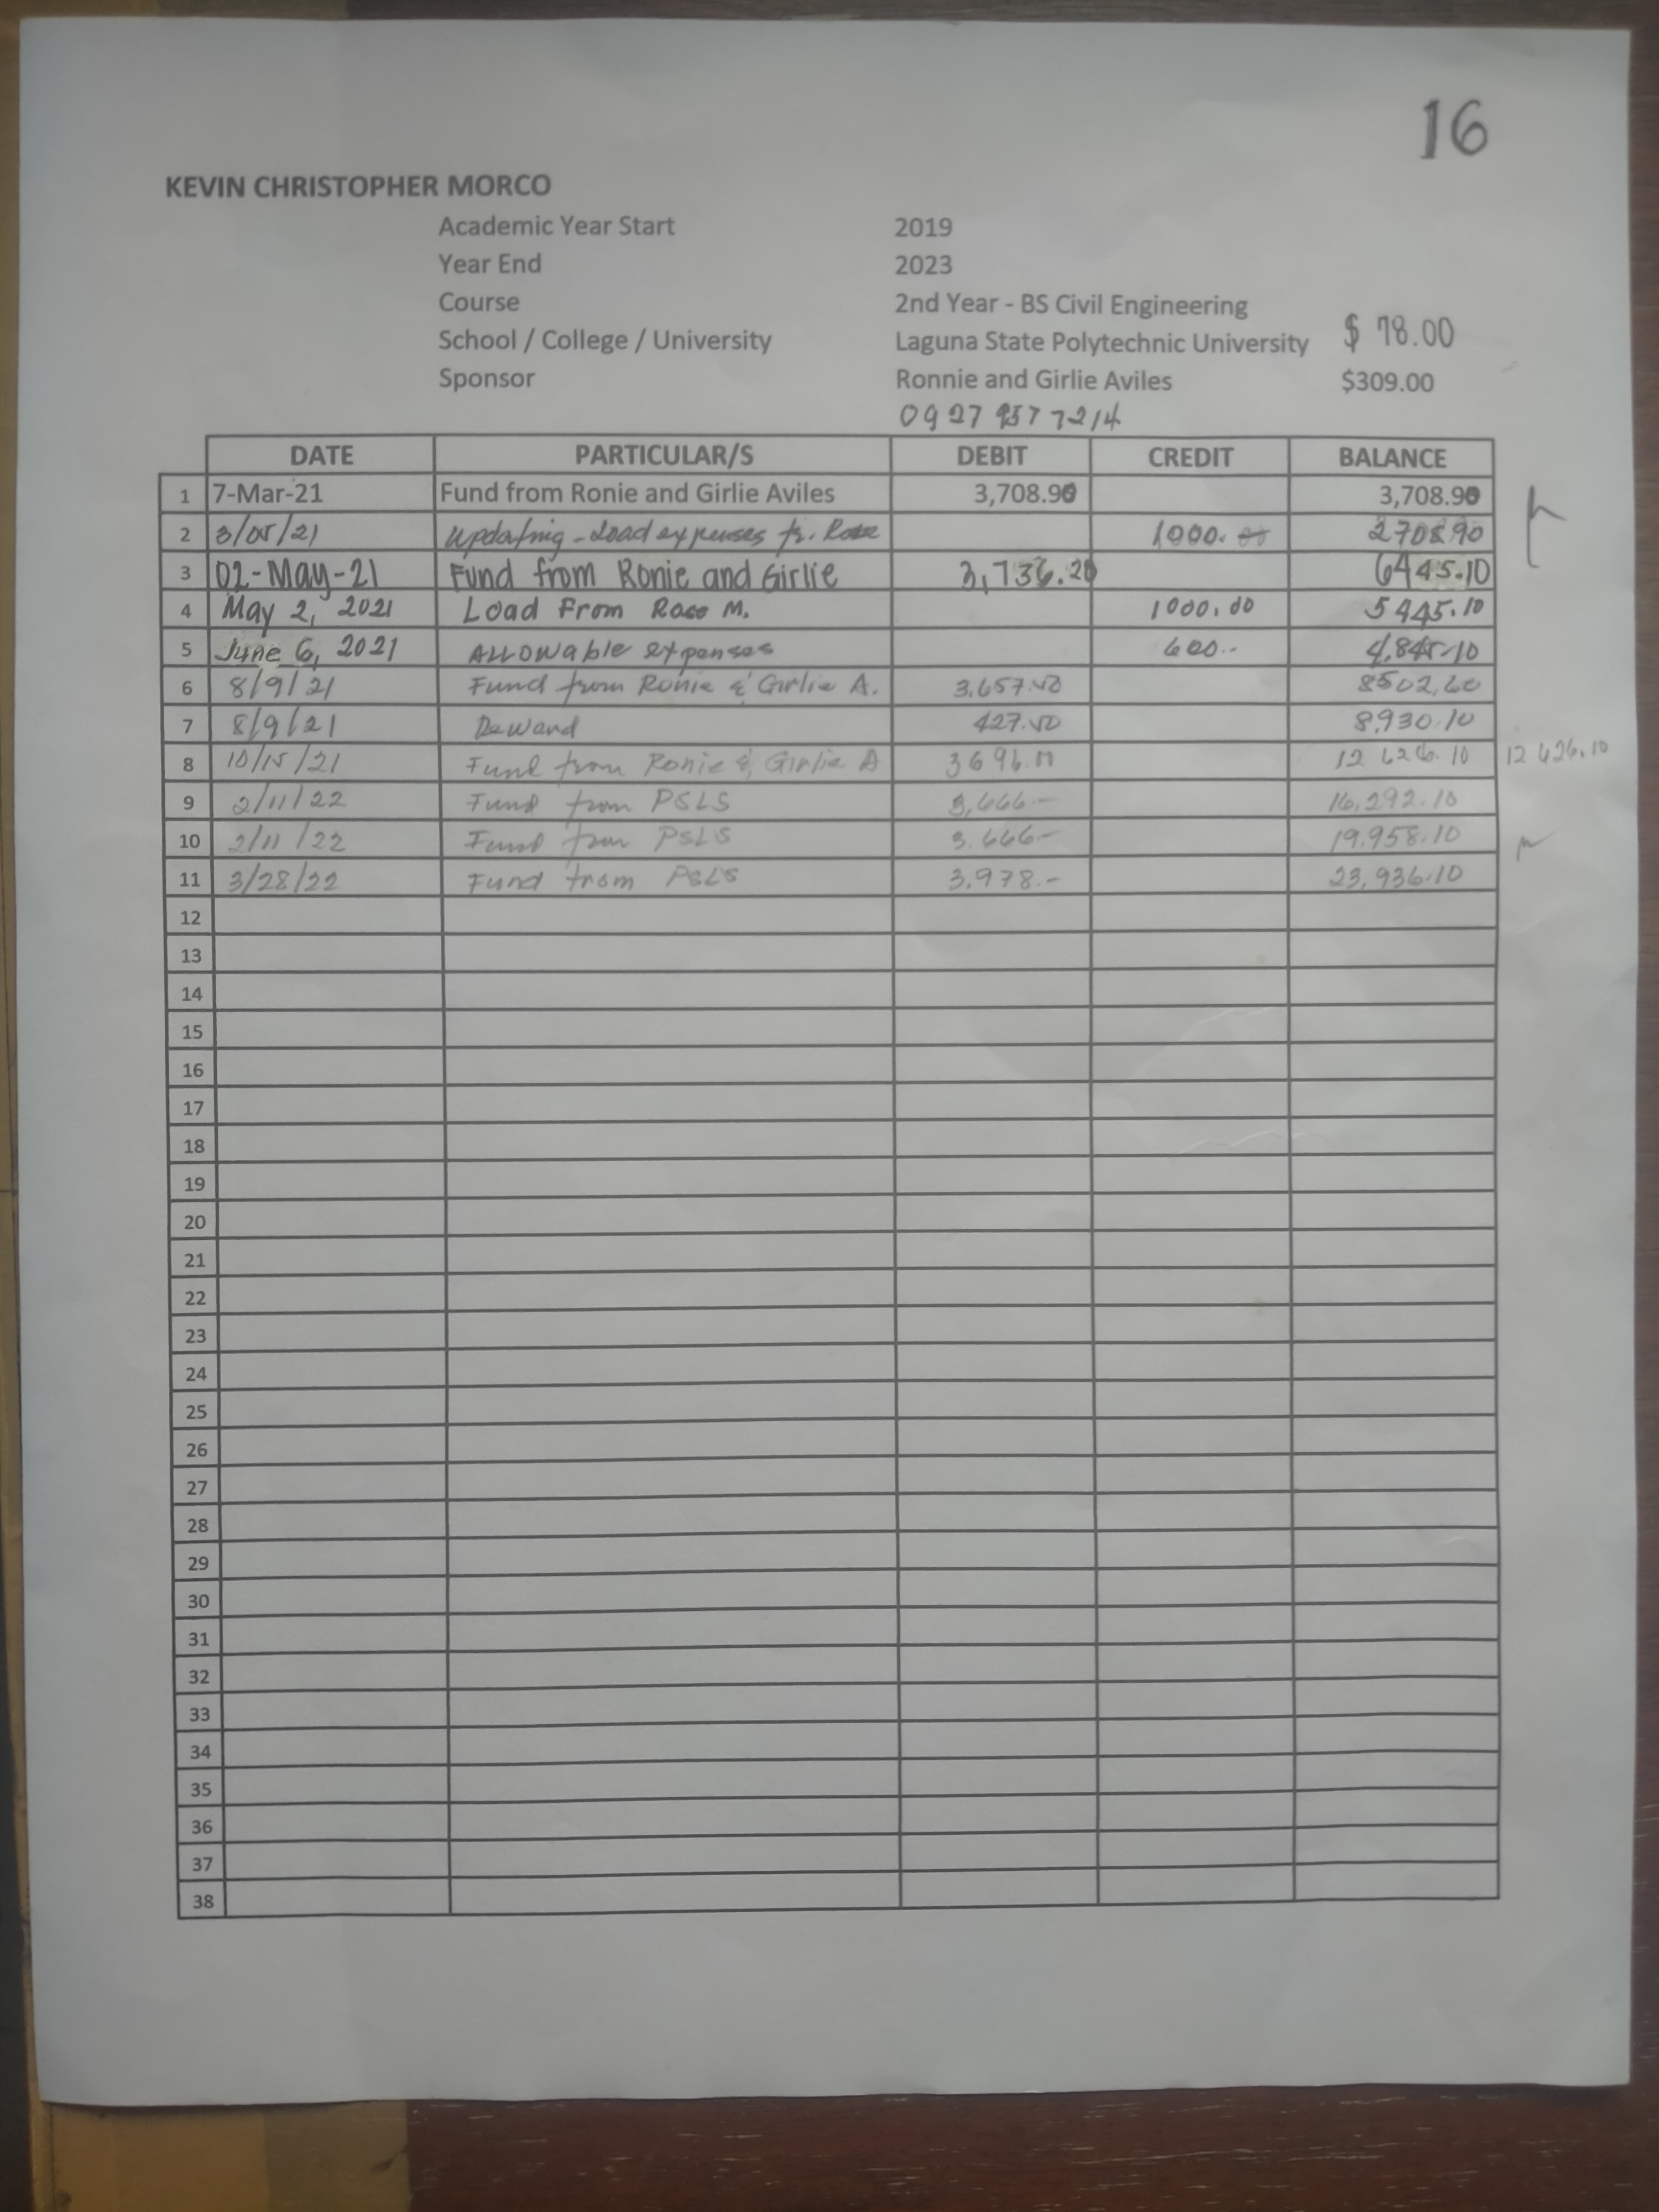 16
KEVIN CHRISTOPHER MORCO
Academic Year Start 2019
Year End 2023
Course 2nd Year - BS Civil Engineering
School / College / University Laguna State Polytechnic University $ 78.00
Sponsor Ronnie and Girlie Aviles $309.00
0927 957 7214
DATE PARTICULAR/S DEBIT CREDIT BALANCE
1 7-Mar-21 Fund from Ronie and Girlie Aviles 3,708.90 3,708.90
2 3/05/21 Updating - Load expenses fr. Rose 1000.00 2708.90
3 02-May-21 Fund from Ronie and Girlie 3,736.20 6445.10
4 May 2, 2021 Load From Rose M. 1000.00 5445.10
5 June 6, 2021 Allowable expenses 600.- 4,845.10
6 8/9/21 Fund from Ronie & Girlie A. 3,657.50 8502.60
7 8/9/21 427.50 8,930.10
8 10/15/21 Fund from Ronie & Girlie A 3696.00 12 626.10 12 626.10
9 2/11/22 Fund from PSLS 3,666.- 16,292.10
10 2/11/22 Fund from PSLS 3.666- 19,958.10
11 3/28/22 Fund from PSLS 3,978.- 23,936.10
12
13
14
15
16
17
18
19
20
21
22
23
24
25
26
27
28
29
30
31
32
33
34
35
36
37
38